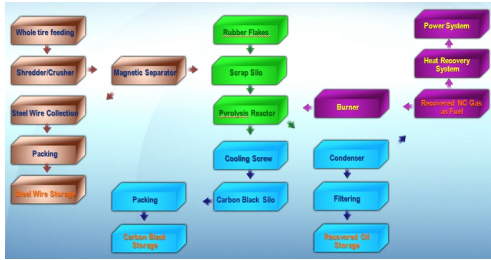 Whole tire feeding
Rubber Flakes
Power System
Shredder/Crusher
Magnetic Separator
Scrap Silo
Heat Recovery
System
Steel Wire Collection
Pyrolysis Reactor
Burner
Recovered NC Gas
as Fuel
Packing
Cooling Screw
Condenser
Steel Wire Storage
Packing
Carbon Black Silo
Filtering
Carbon Black
Storage
Recovered Oil
Storage